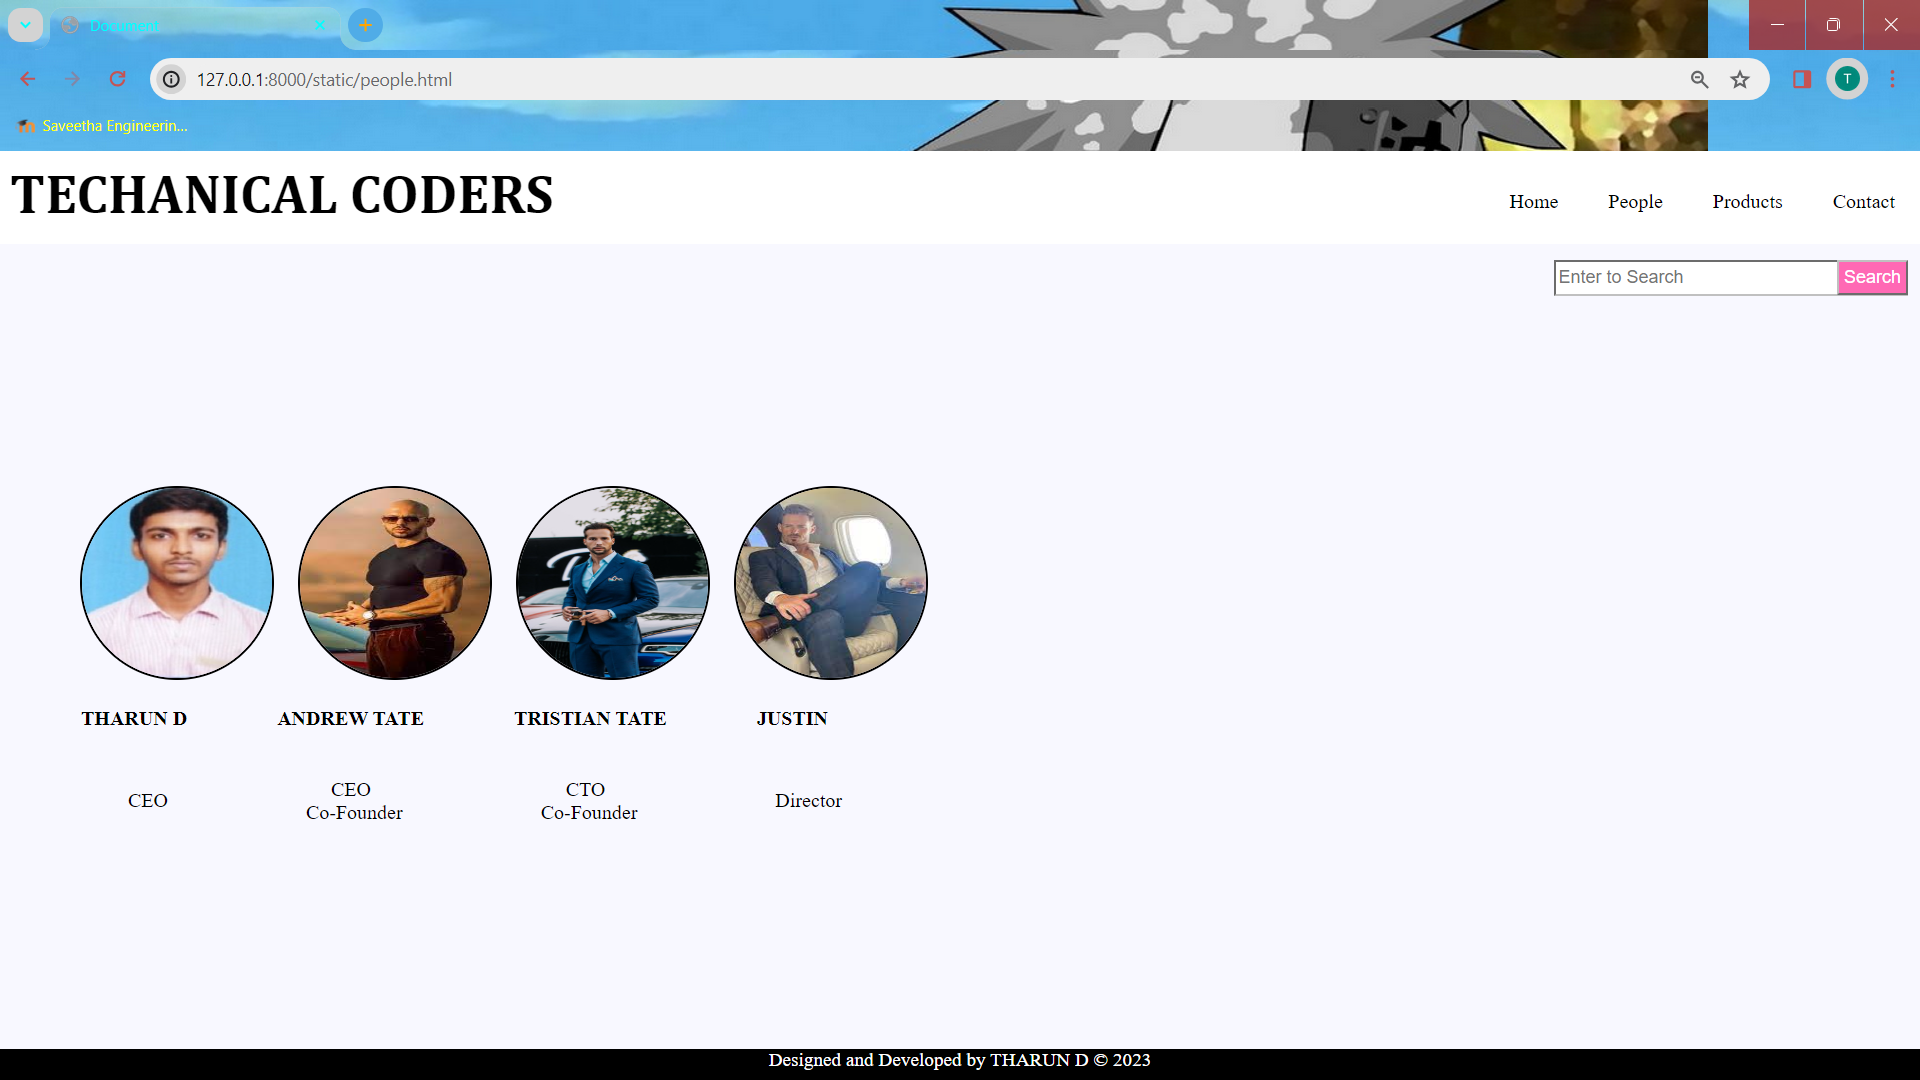 Document
127.0.0.1:8000/static/people.html
T
Saveetha Engineerin...
TECHANICAL CODERS
Home People Products Contact
Enter to Search Search
THARUN D ANDREW TATE TRISTIAN TATE JUSTIN
CEO CEO CTO Director
Co-Founder Co-Founder
Designed and Developed by THARUN D © 2023